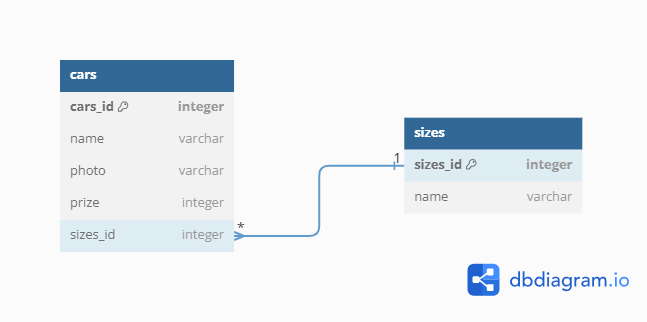 cars
cars_id integer
name varchar
photo varchar
prize integer
sizes_id integer
*
1
sizes
sizes_id integer
name varchar
dbdiagram.io